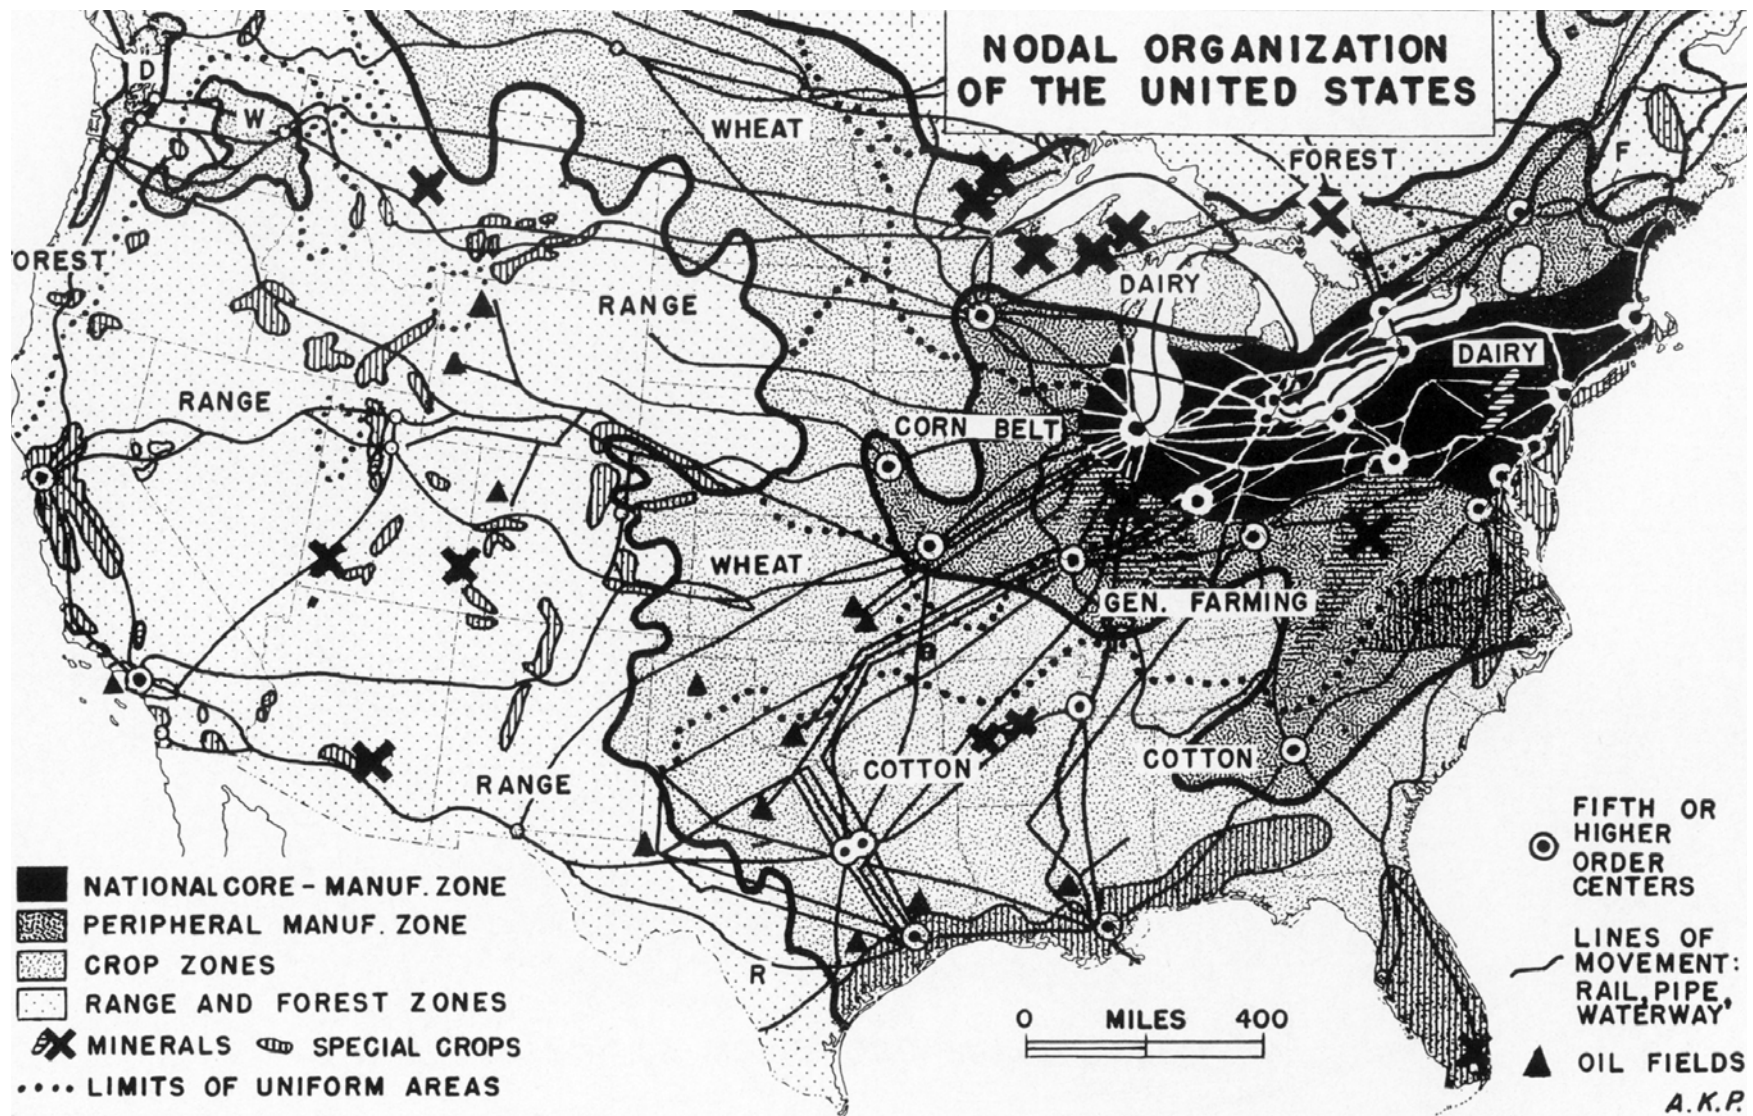 NODAL ORGANIZATION
OF THE UNITED STATES
D
W
WHEAT
FOREST
F
OREST
RANGE
DAIRY
DAIRY
RANGE
CORN BELT
WHEAT
GEN. FARMING
RANGE
COTTON
COTTON
R
NATIONAL CORE - MANUF. ZONE
PERIPHERAL MANUF. ZONE
CROP ZONES
RANGE AND FOREST ZONES
MINERALS
SPECIAL CROPS
LIMITS OF UNIFORM AREAS
0 MILES 400
FIFTH OR
HIGHER
ORDER
CENTERS
LINES OF
MOVEMENT:
RAIL, PIPE,
WATERWAY
OIL FIELDS
A.K.P.